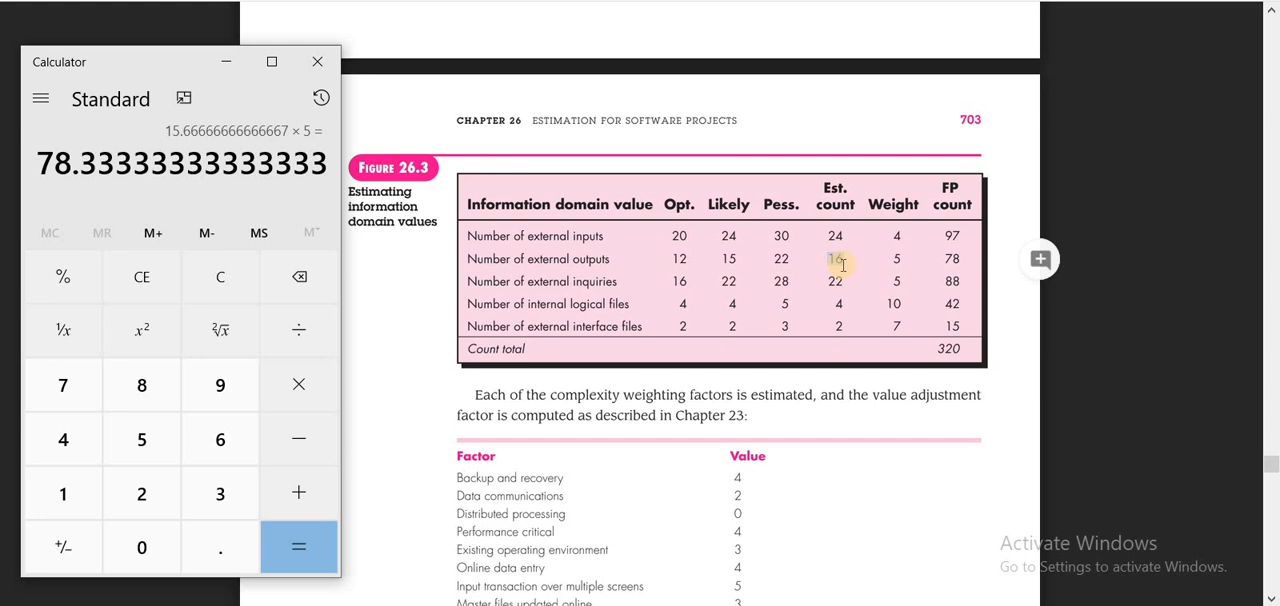 Calculator
Standard
15.66666666666667 × 5 =
78.33333333333333
MC MR M+ M- MS M˅
% CE C
¹/x x² ²√x ÷
7 8 9 ×
4 5 6 −
1 2 3 +
+/− 0 . =
CHAPTER 26 ESTIMATION FOR SOFTWARE PROJECTS 703
FIGURE 26.3
Estimating
information
domain values
Information domain value Opt. Likely Pess. Est. count Weight FP count
Number of external inputs 20 24 30 24 4 97
Number of external outputs 12 15 22 16 5 78
Number of external inquiries 16 22 28 22 5 88
Number of internal logical files 4 4 5 4 10 42
Number of external interface files 2 2 3 2 7 15
Count total 320
Each of the complexity weighting factors is estimated, and the value adjustment
factor is computed as described in Chapter 23:
Factor Value
Backup and recovery 4
Data communications 2
Distributed processing 0
Performance critical 4
Existing operating environment 3
Online data entry 4
Input transaction over multiple screens 5
Master files updated online 3
Activate Windows
Go to Settings to activate Windows.